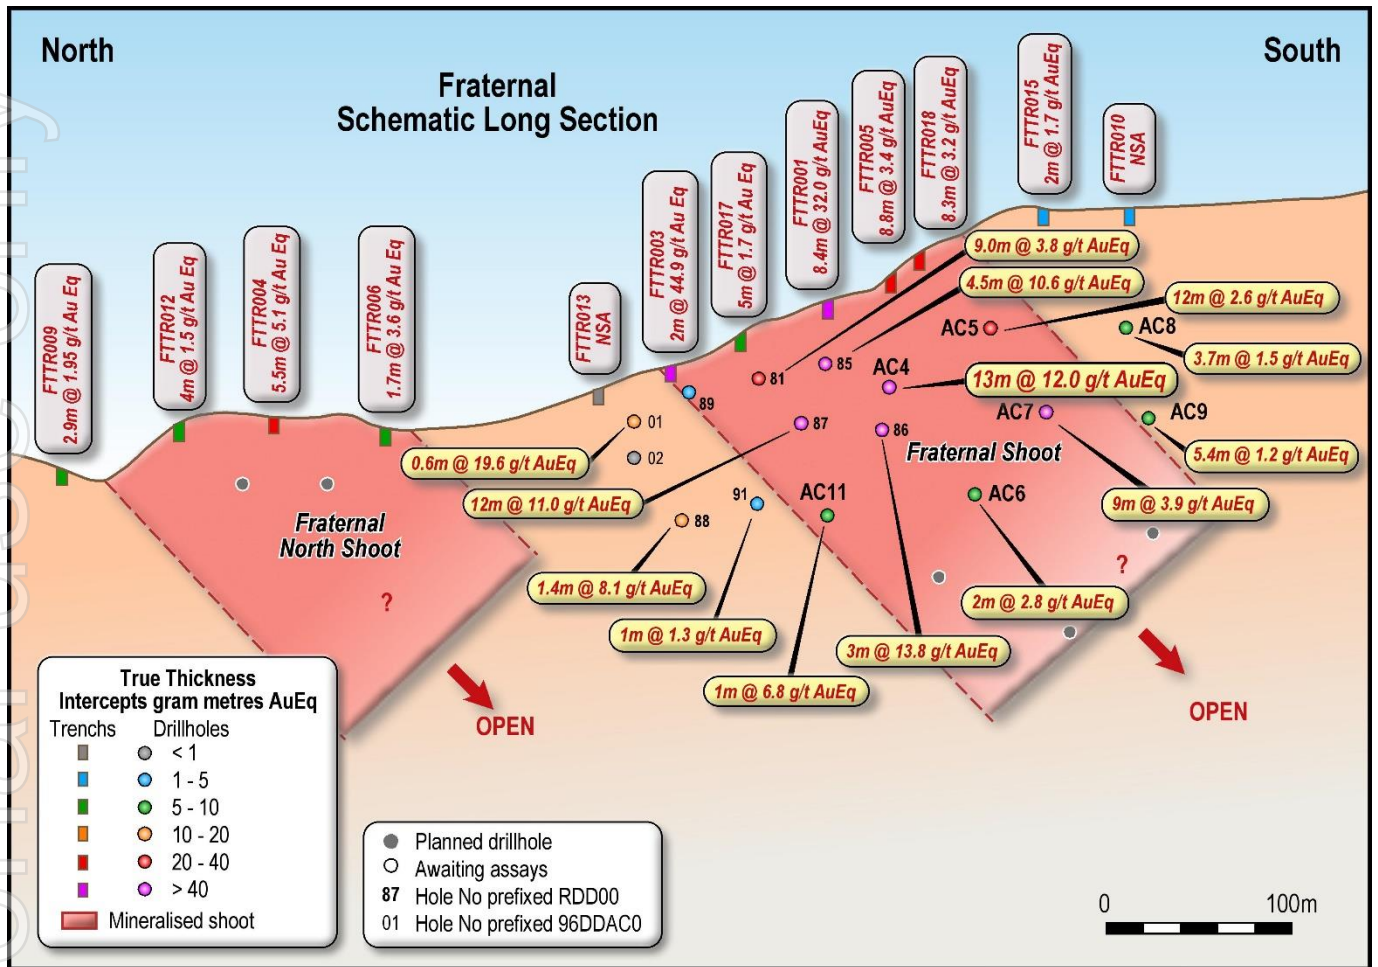 North
South
Fraternal
Schematic Long Section
FTTR009
2.9m @ 1.95 g/t Au Eq
FTTR012
4m @ 1.5 g/t Au Eq
FTTR004
5.5m @ 5.1 g/t Au Eq
FTTR006
1.7m @ 3.6 g/t Au Eq
FTTR013
NSA
FTTR003
2m @ 44.9 g/t Au Eq
FTTR017
5m @ 1.7 g/t AuEq
FTTR001
8.4m @ 32.0 g/t AuEq
FTTR005
8.8m @ 3.4 g/t AuEq
FTTR018
8.3m @ 3.2 g/t AuEq
FTTR015
2m @ 1.7 g/t AuEq
FTTR010
NSA
9.0m @ 3.8 g/t AuEq
4.5m @ 10.6 g/t AuEq
12m @ 2.6 g/t AuEq
AC5
AC8
3.7m @ 1.5 g/t AuEq
81
85
AC4
13m @ 12.0 g/t AuEq
89
01
87
86
AC7
AC9
Fraternal Shoot
02
0.6m @ 19.6 g/t AuEq
5.4m @ 1.2 g/t AuEq
12m @ 11.0 g/t AuEq
91
AC11
AC6
9m @ 3.9 g/t AuEq
88
Fraternal
North Shoot
?
?
1.4m @ 8.1 g/t AuEq
2m @ 2.8 g/t AuEq
1m @ 1.3 g/t AuEq
3m @ 13.8 g/t AuEq
1m @ 6.8 g/t AuEq
OPEN
OPEN
True Thickness
Intercepts gram metres AuEq
Trenchs Drillholes
< 1
1 - 5
5 - 10
10 - 20
20 - 40
> 40
Mineralised shoot
Planned drillhole
Awaiting assays
87 Hole No prefixed RDD00
01 Hole No prefixed 96DDAC0
0 100m